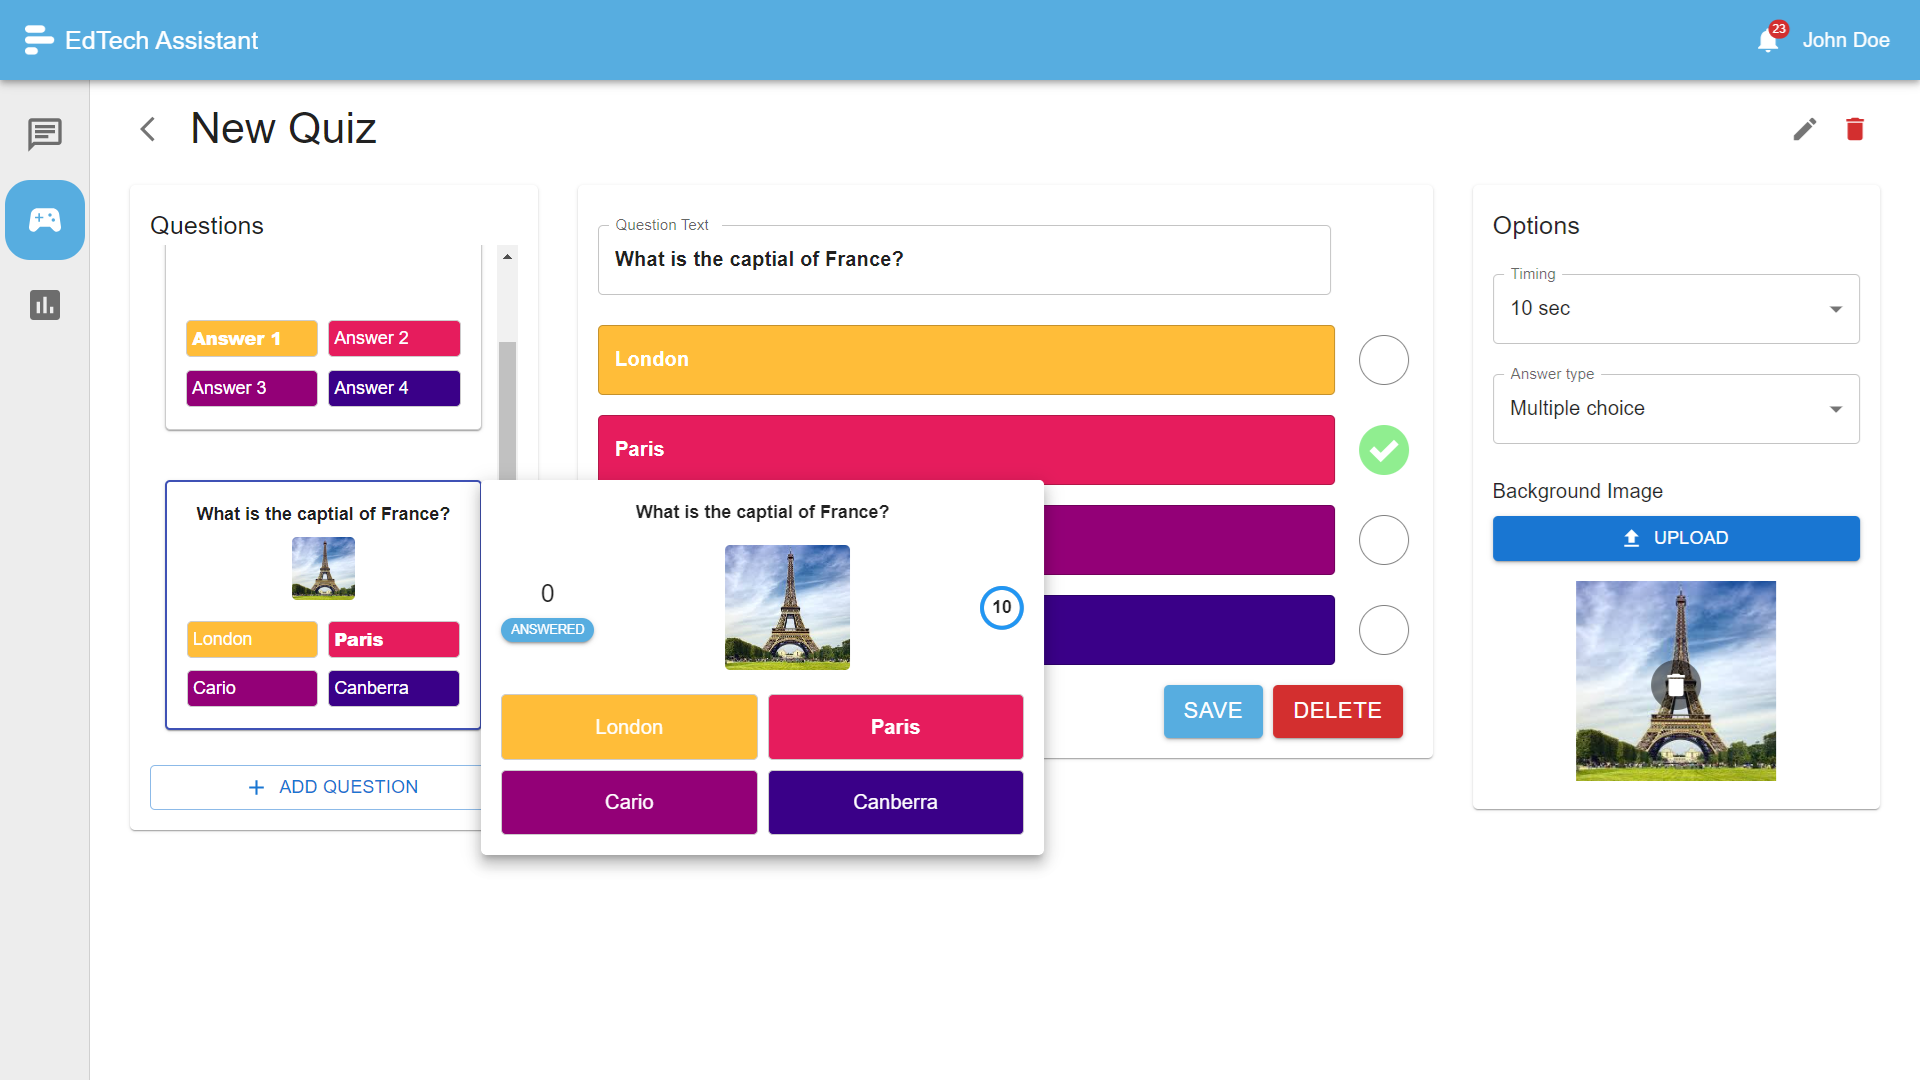 EdTech Assistant
23
John Doe
New Quiz
Questions
Answer 1
Answer 2
Answer 3
Answer 4
What is the captial of France?
London
Paris
Cario
Canberra
ADD QUESTION
Question Text
What is the captial of France?
London
Paris
SAVE
DELETE
What is the captial of France?
0
ANSWERED
10
London
Paris
Cario
Canberra
Options
Timing
10 sec
Answer type
Multiple choice
Background Image
UPLOAD